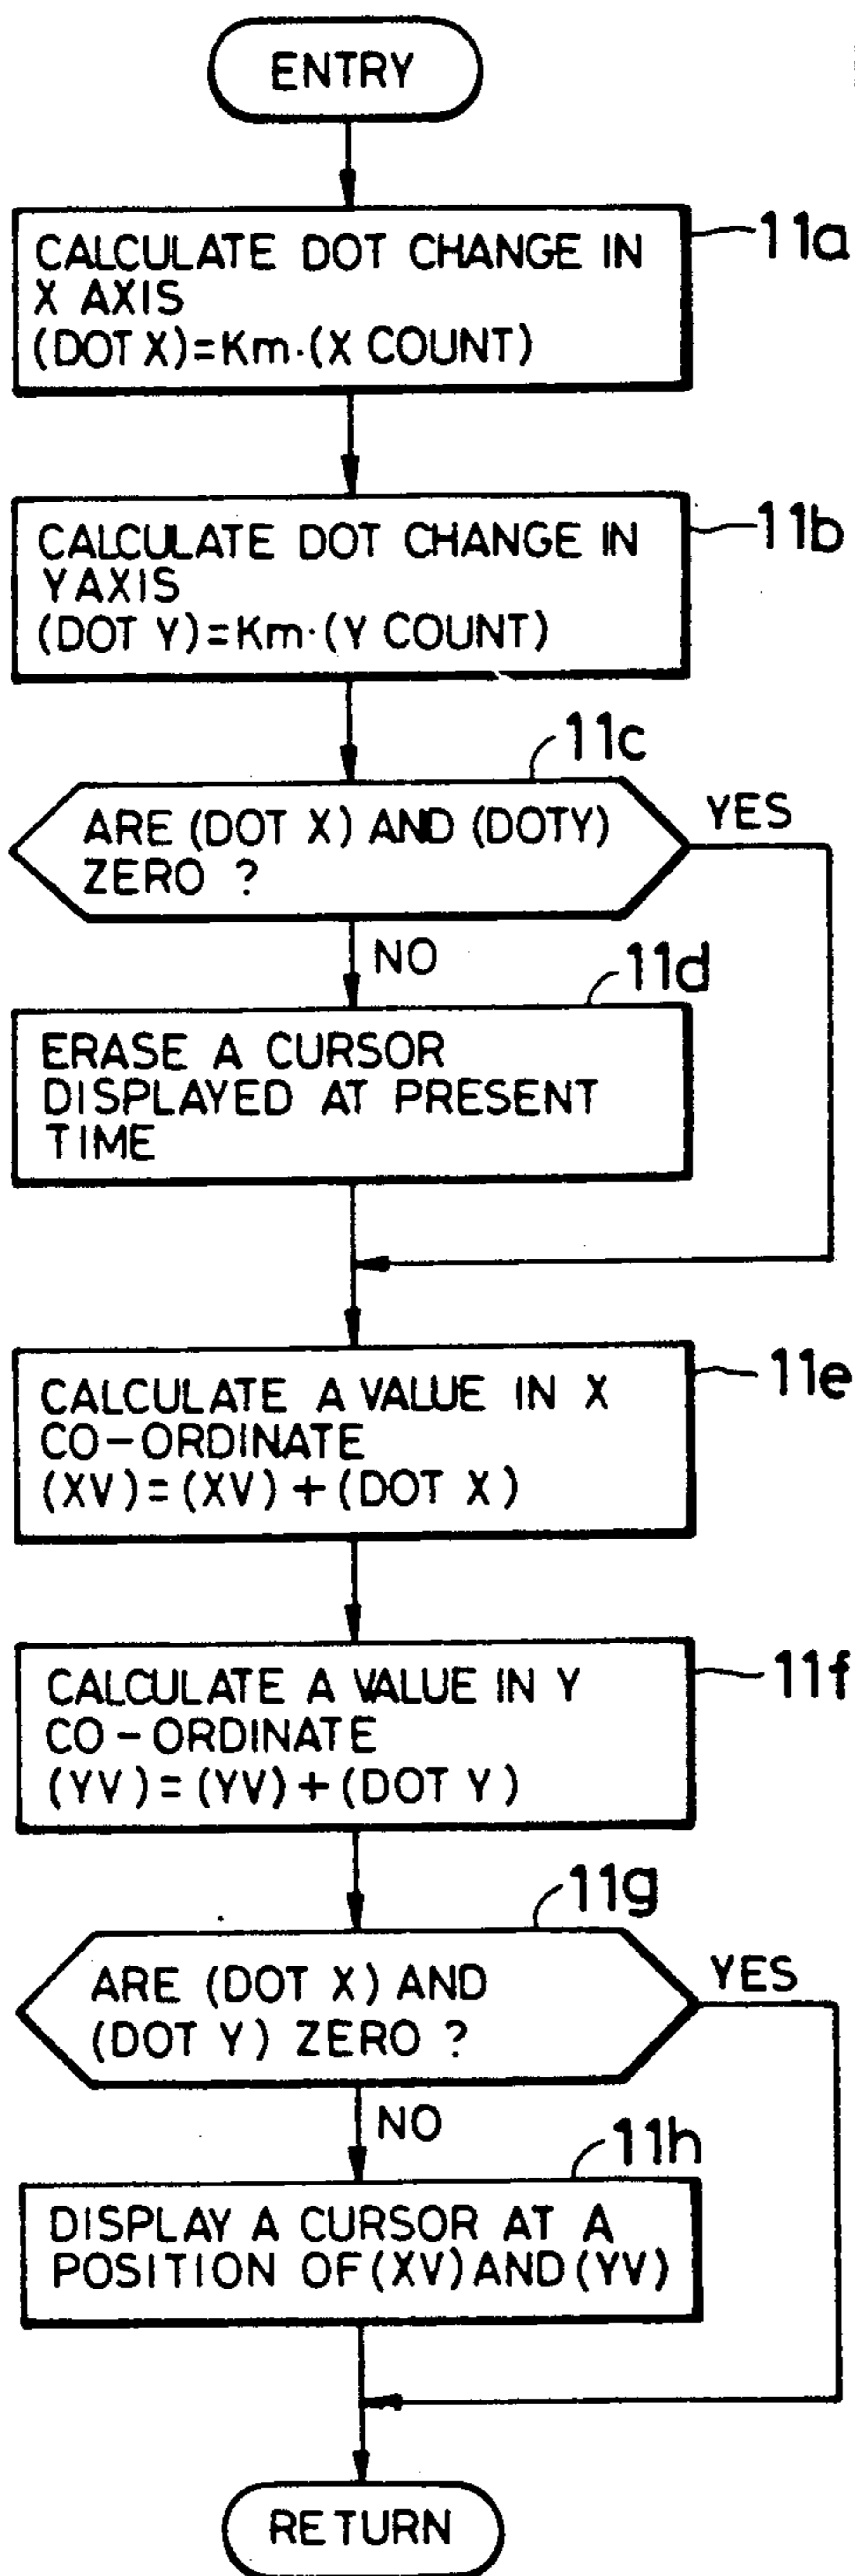 ENTRY
CALCULATE DOT CHANGE IN
X AXIS
(DOT X)=Km·(X COUNT)
11a
CALCULATE DOT CHANGE IN
Y AXIS
(DOT Y)=Km·(Y COUNT)
11b
11c
ARE (DOT X) AND (DOTY)
ZERO ?
YES
NO
11d
ERASE A CURSOR
DISPLAYED AT PRESENT
TIME
CALCULATE A VALUE IN X
CO-ORDINATE
(XV)=(XV)+(DOT X)
11e
CALCULATE A VALUE IN Y
CO-ORDINATE
(YV)=(YV)+(DOT Y)
11f
11g
ARE (DOT X) AND
(DOT Y) ZERO ?
YES
NO
11h
DISPLAY A CURSOR AT A
POSITION OF (XV) AND (YV)
RETURN